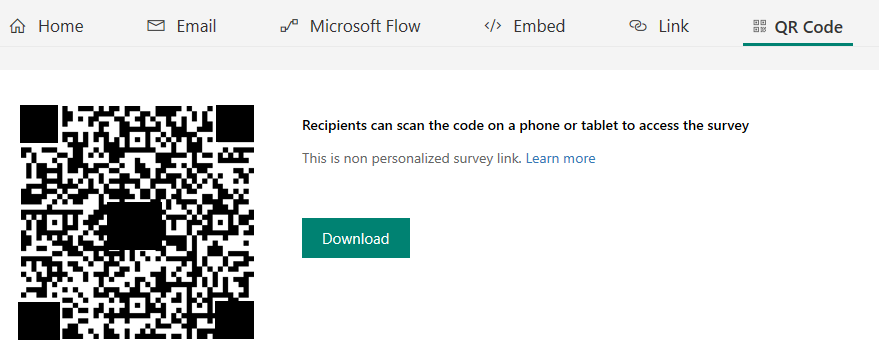 Home Email Microsoft Flow Embed Link QR Code
Recipients can scan the code on a phone or tablet to access the survey
This is non personalized survey link. Learn more
Download